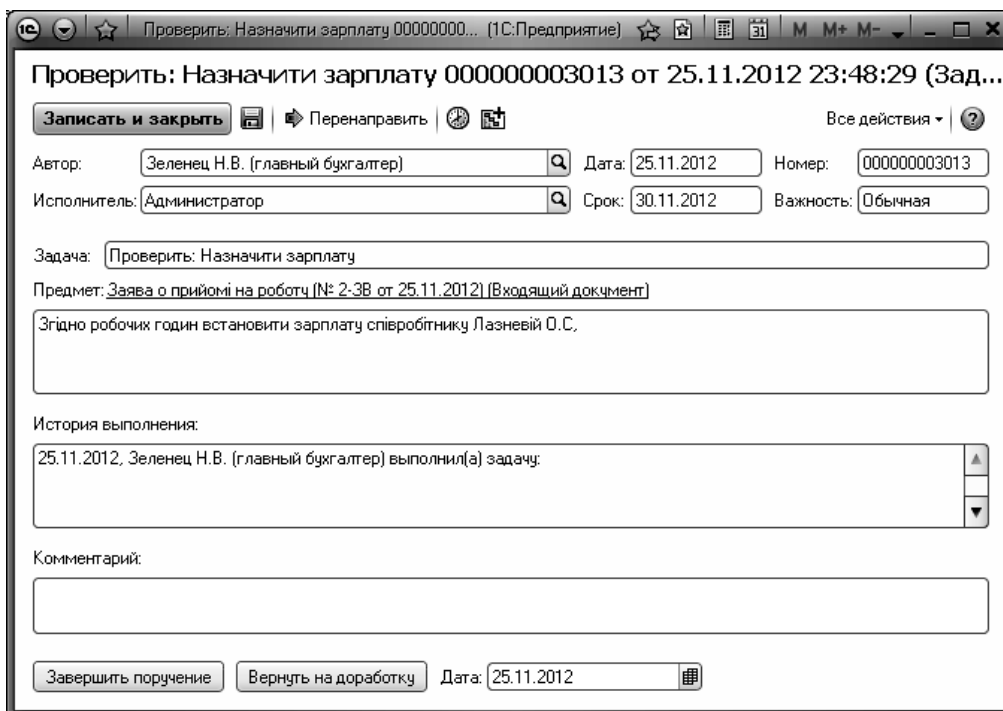 1С Проверить: Назначити зарплату 00000000... (1С:Предприятие) 31 M M+ M-
Проверить: Назначити зарплату 000000003013 от 25.11.2012 23:48:29 (Зад...
Записать и закрыть Перенаправить Все действия ?
Автор: Зеленец Н.В. (главный бухгалтер) Дата: 25.11.2012 Номер: 000000003013
Исполнитель: Администратор Срок: 30.11.2012 Важность: Обычная
Задача: Проверить: Назначити зарплату
Предмет: Заява о прийомі на роботу (№ 2-ЗВ от 25.11.2012) (Входящий документ)
Згідно робочих годин встановити зарплату співробітнику Лазневій О.С,
История выполнения:
25.11.2012, Зеленец Н.В. (главный бухгалтер) выполнил(а) задачу:
Комментарий:
Завершить поручение Вернуть на доработку Дата: 25.11.2012